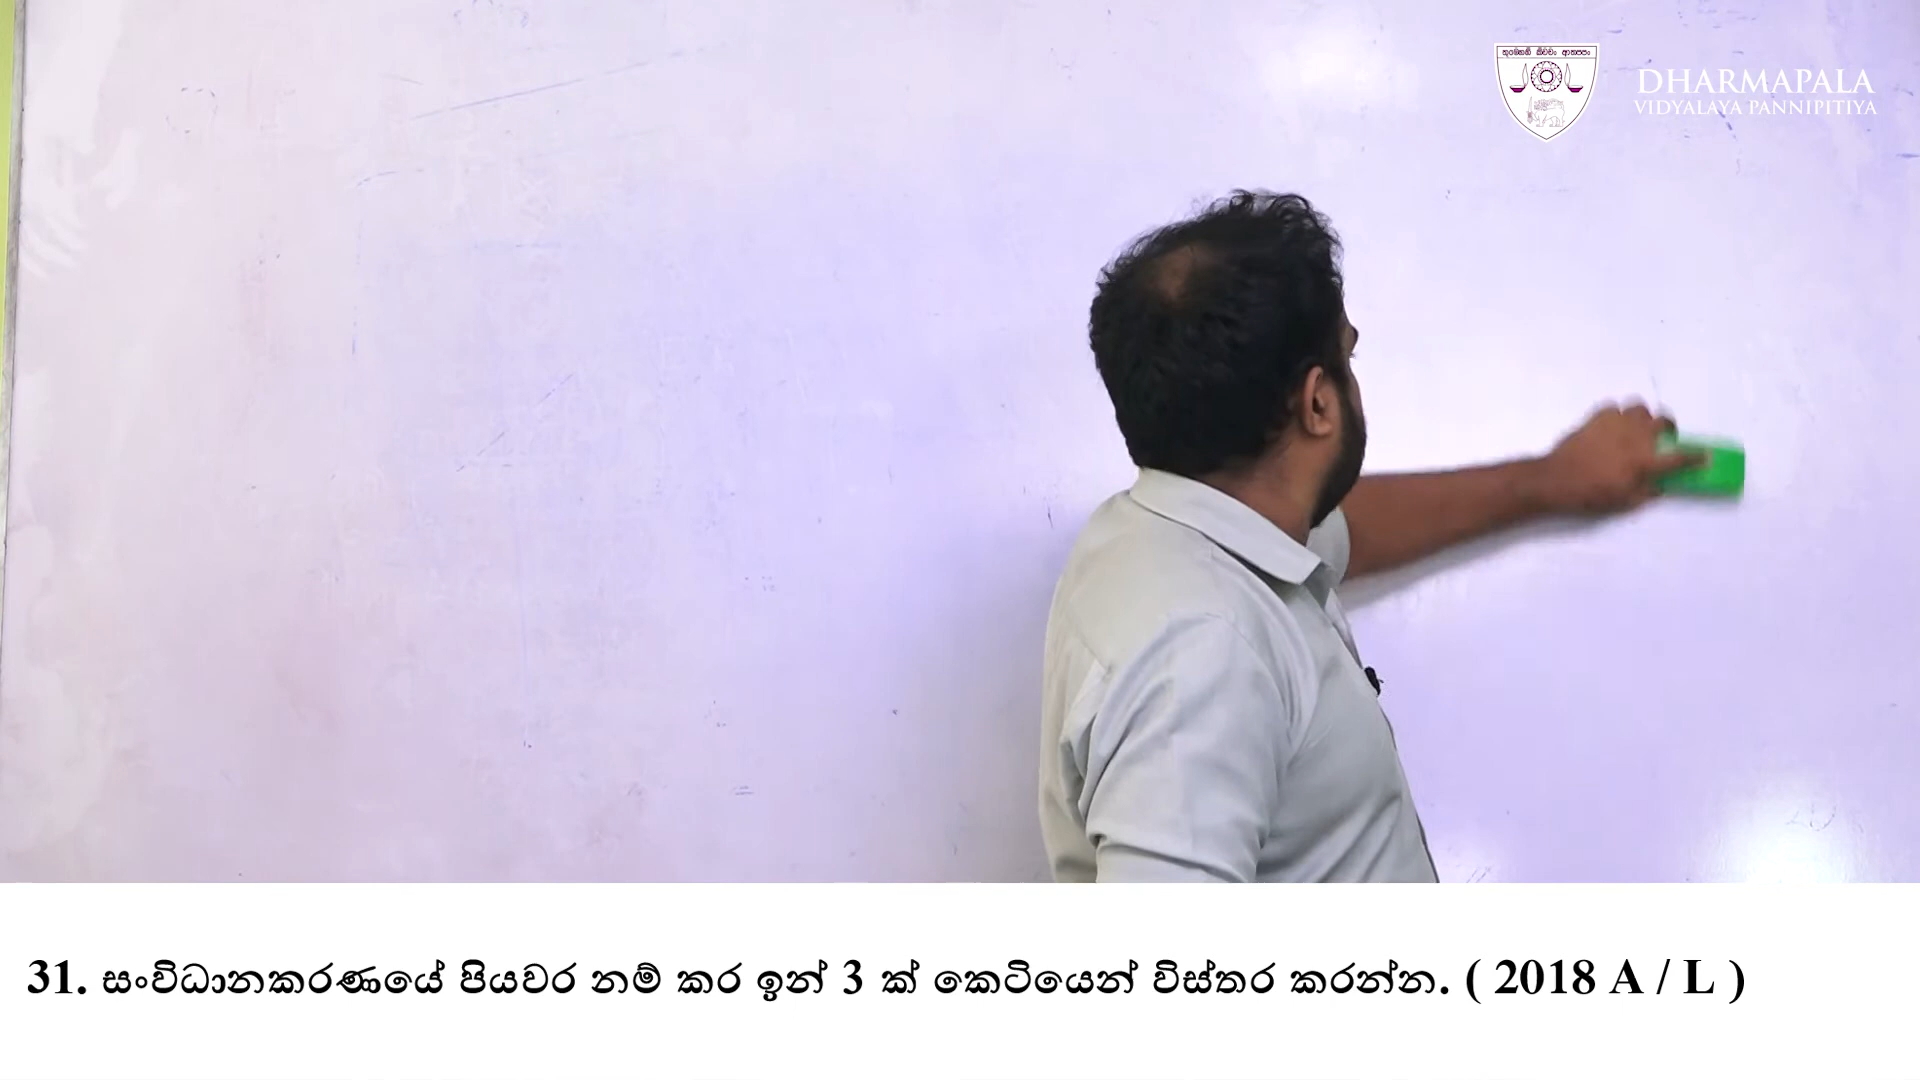 DHARMAPALA
VIDYALAYA PANNIPITIYA
31. සංවිධානකරණයේ පියවර නම් කර ඉන් 3 ක් කෙටියෙන් විස්තර කරන්න. ( 2018 A / L )